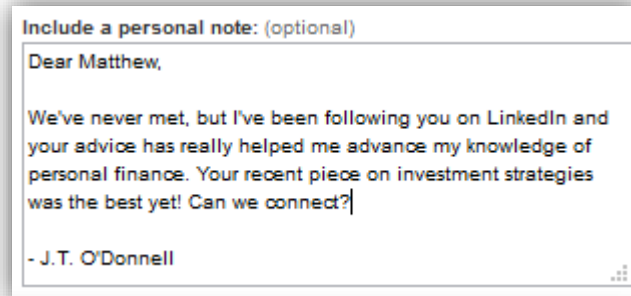 Include a personal note: (optional)
Dear Matthew,
We've never met, but I've been following you on LinkedIn and
your advice has really helped me advance my knowledge of
personal finance. Your recent piece on investment strategies
was the best yet! Can we connect?
- J.T. O'Donnell